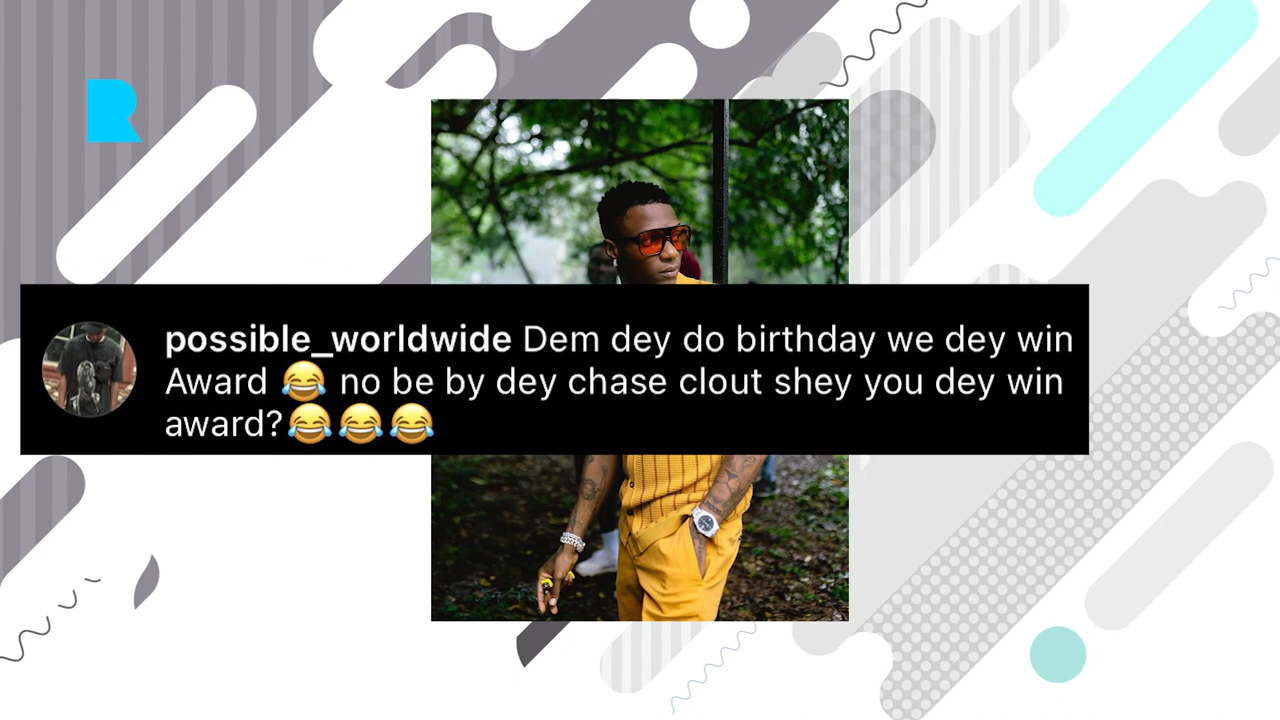 R
possible_worldwide Dem dey do birthday we dey win
Award 😂 no be by dey chase clout shey you dey win
award?😂😂😂